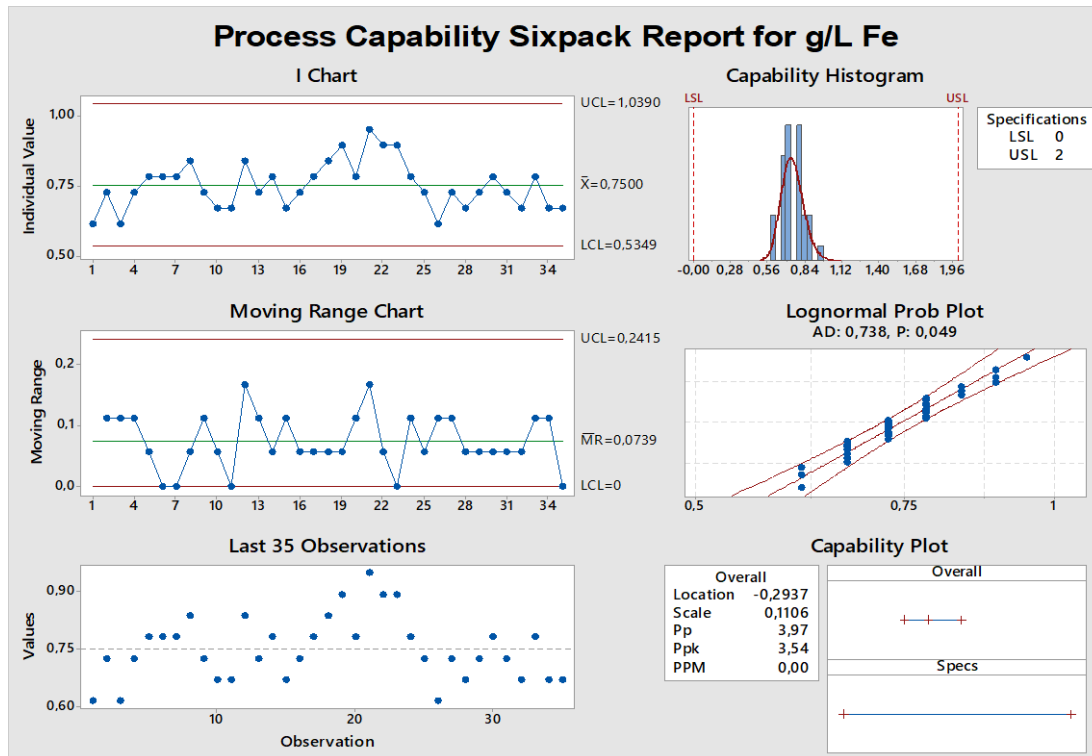 Process Capability Sixpack Report for g/L Fe
I Chart
Individual Value
1,00
0.75
0.50
1 4 7 10 13 16 19 22 25 28 31 34
UCL=1,0390
X̄=0,7500
LCL=0,5349
Capability Histogram
LSL USL
-0,00 0,28 0,56 0,84 1,12 1,40 1,68 1,96
Specifications
LSL 0
USL 2
Moving Range Chart
Moving Range
0,2
0,1
0,0
1 4 7 10 13 16 19 22 25 28 31 34
UCL=0,2415
M̄R̄=0,0739
LCL=0
Lognormal Prob Plot
AD: 0,738, P: 0,049
0,5 0,75 1
Last 35 Observations
Values
0,90
0.75
0,60
10 20 30
Observation
Capability Plot
Overall
Location -0,2937
Scale 0,1106
Pp 3,97
Ppk 3,54
PPM 0,00
Overall
Specs